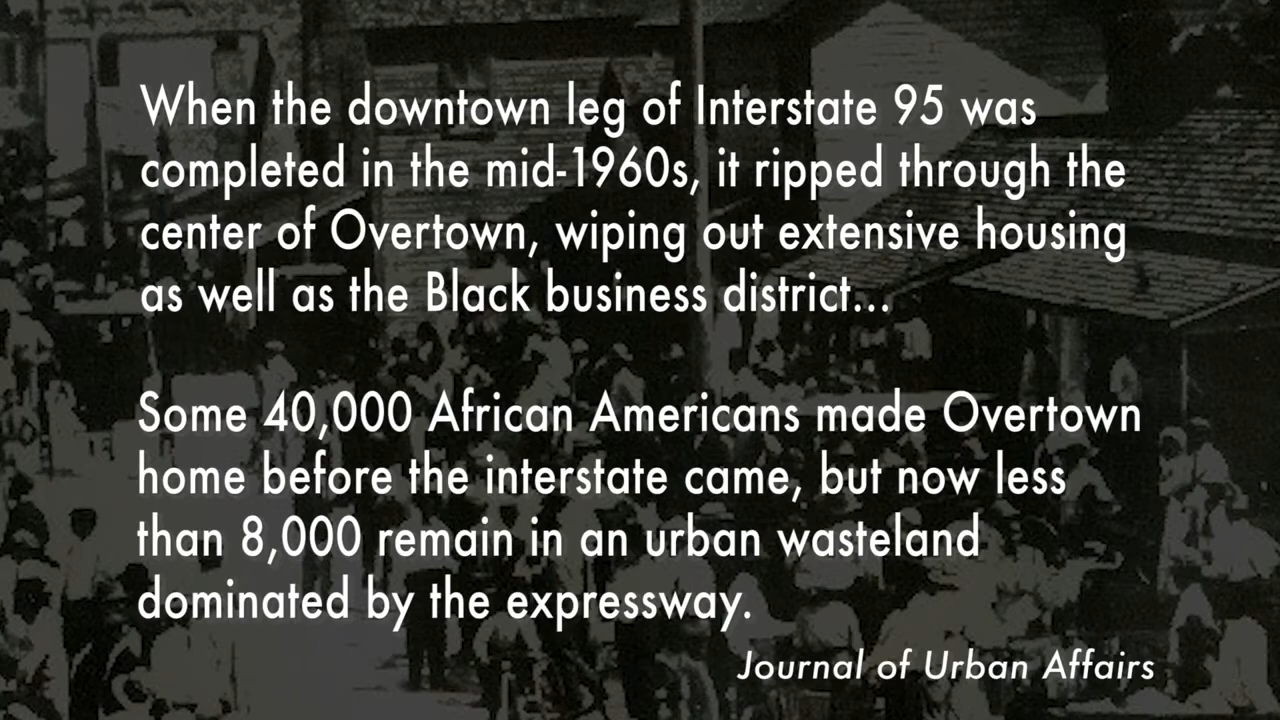 When the downtown leg of Interstate 95 was
completed in the mid-1960s, it ripped through the
center of Overtown, wiping out extensive housing
as well as the Black business district...
Some 40,000 African Americans made Overtown
home before the interstate came, but now less
than 8,000 remain in an urban wasteland
dominated by the expressway.
Journal of Urban Affairs